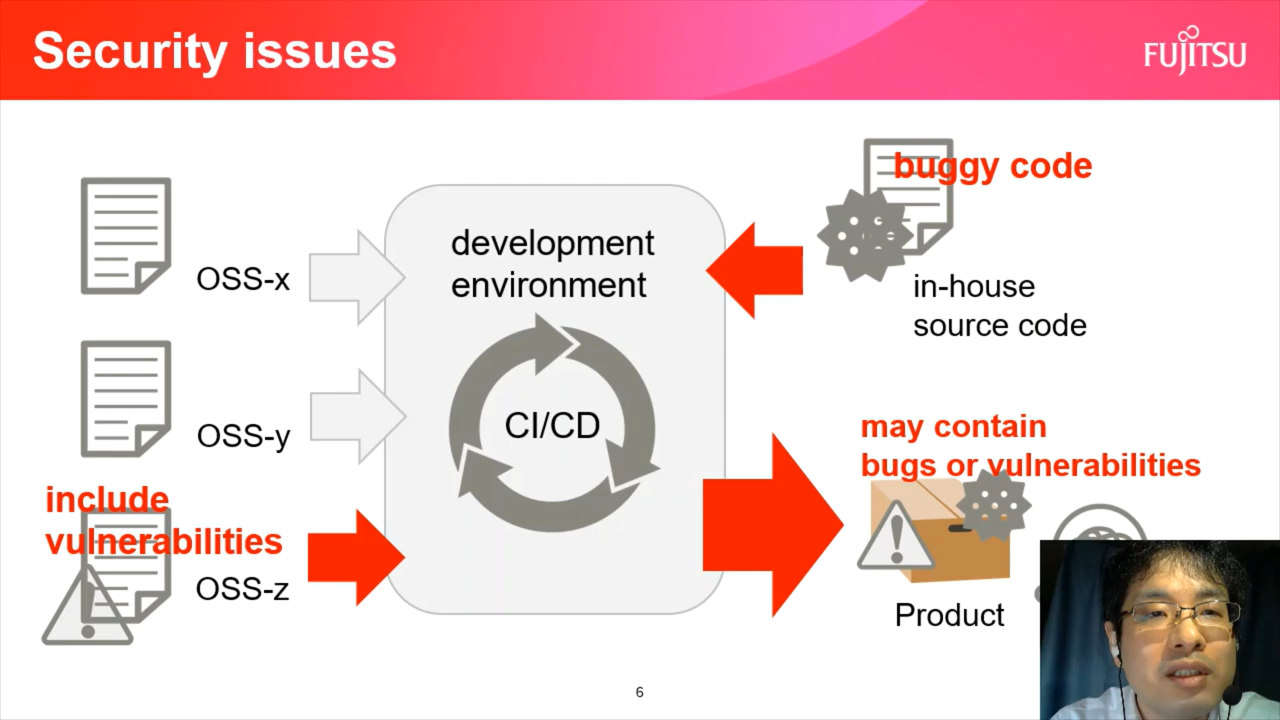 Security issues
FUJITSU
OSS-x
OSS-y
include
vulnerabilities
OSS-z
development
environment
CI/CD
buggy code
in-house
source code
may contain
bugs or vulnerabilities
Product
6